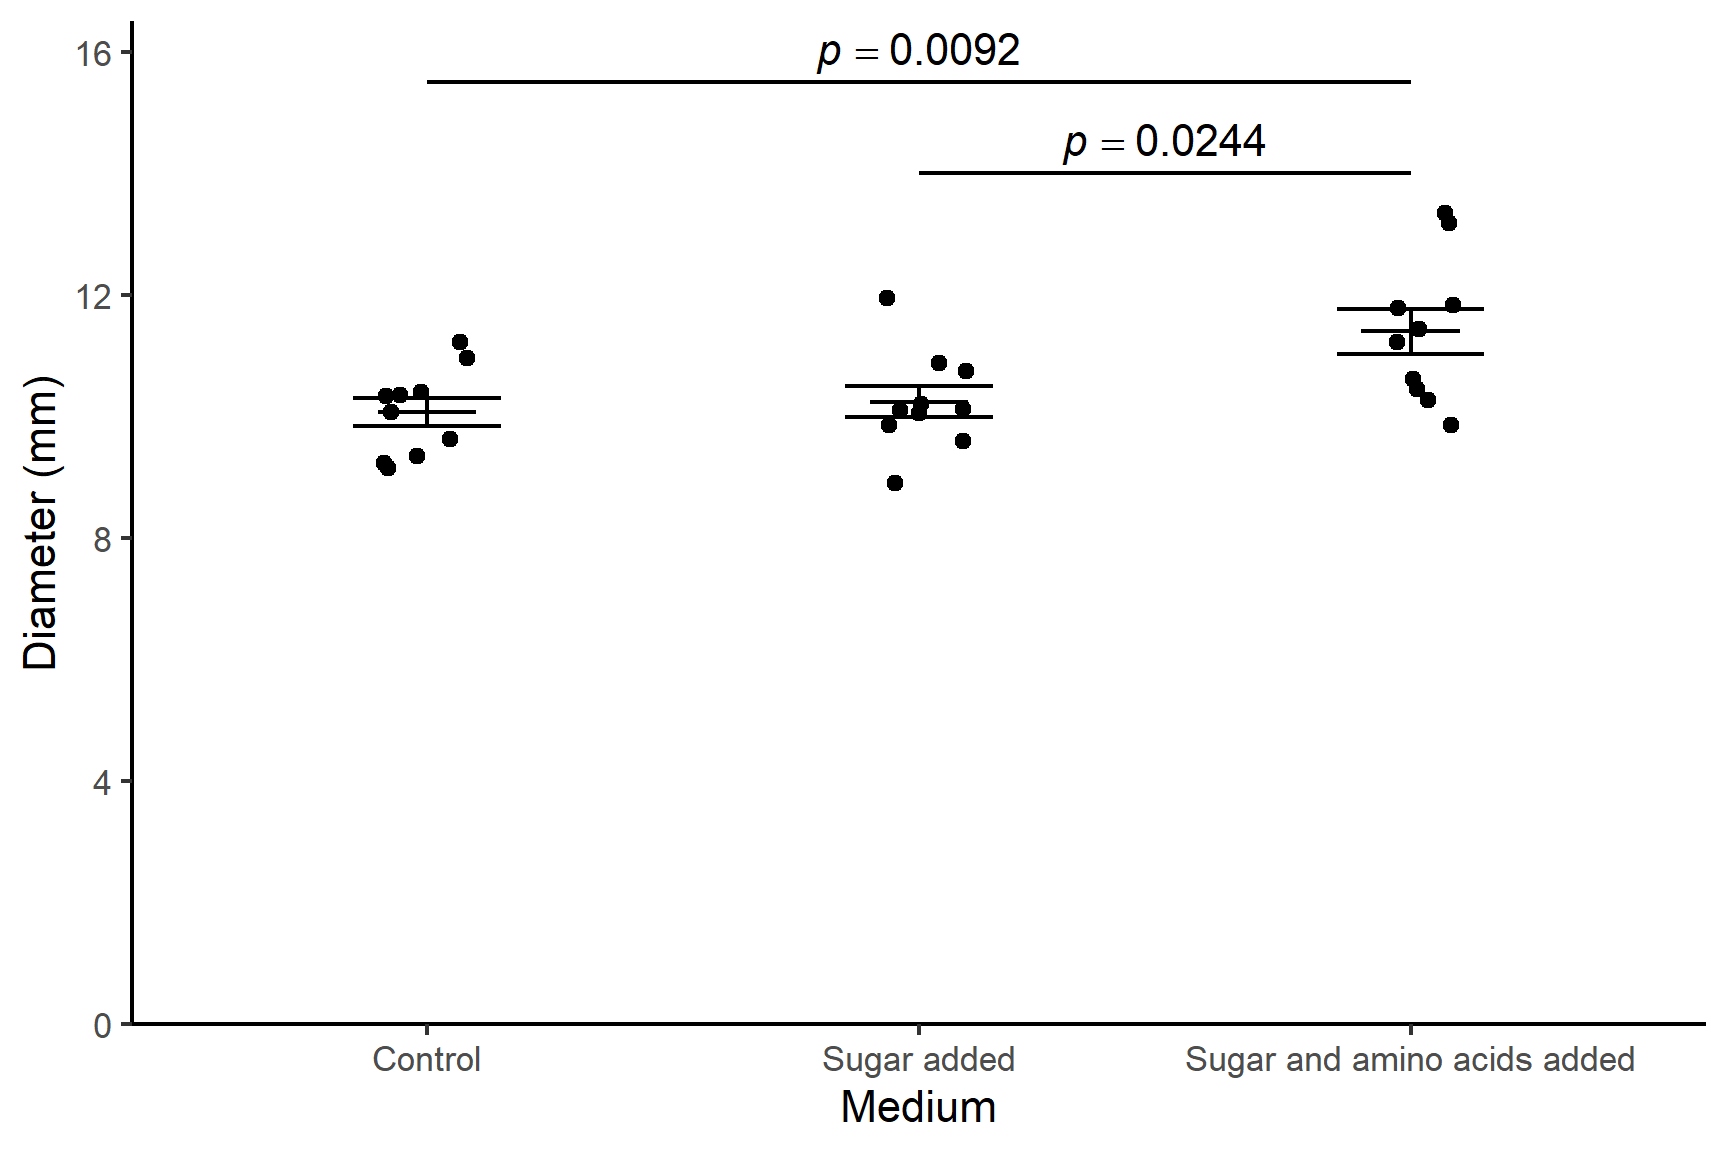 16
p = 0.0092
p = 0.0244
12
8
4
0
Diameter (mm)
Control
Sugar added
Sugar and amino acids added
Medium